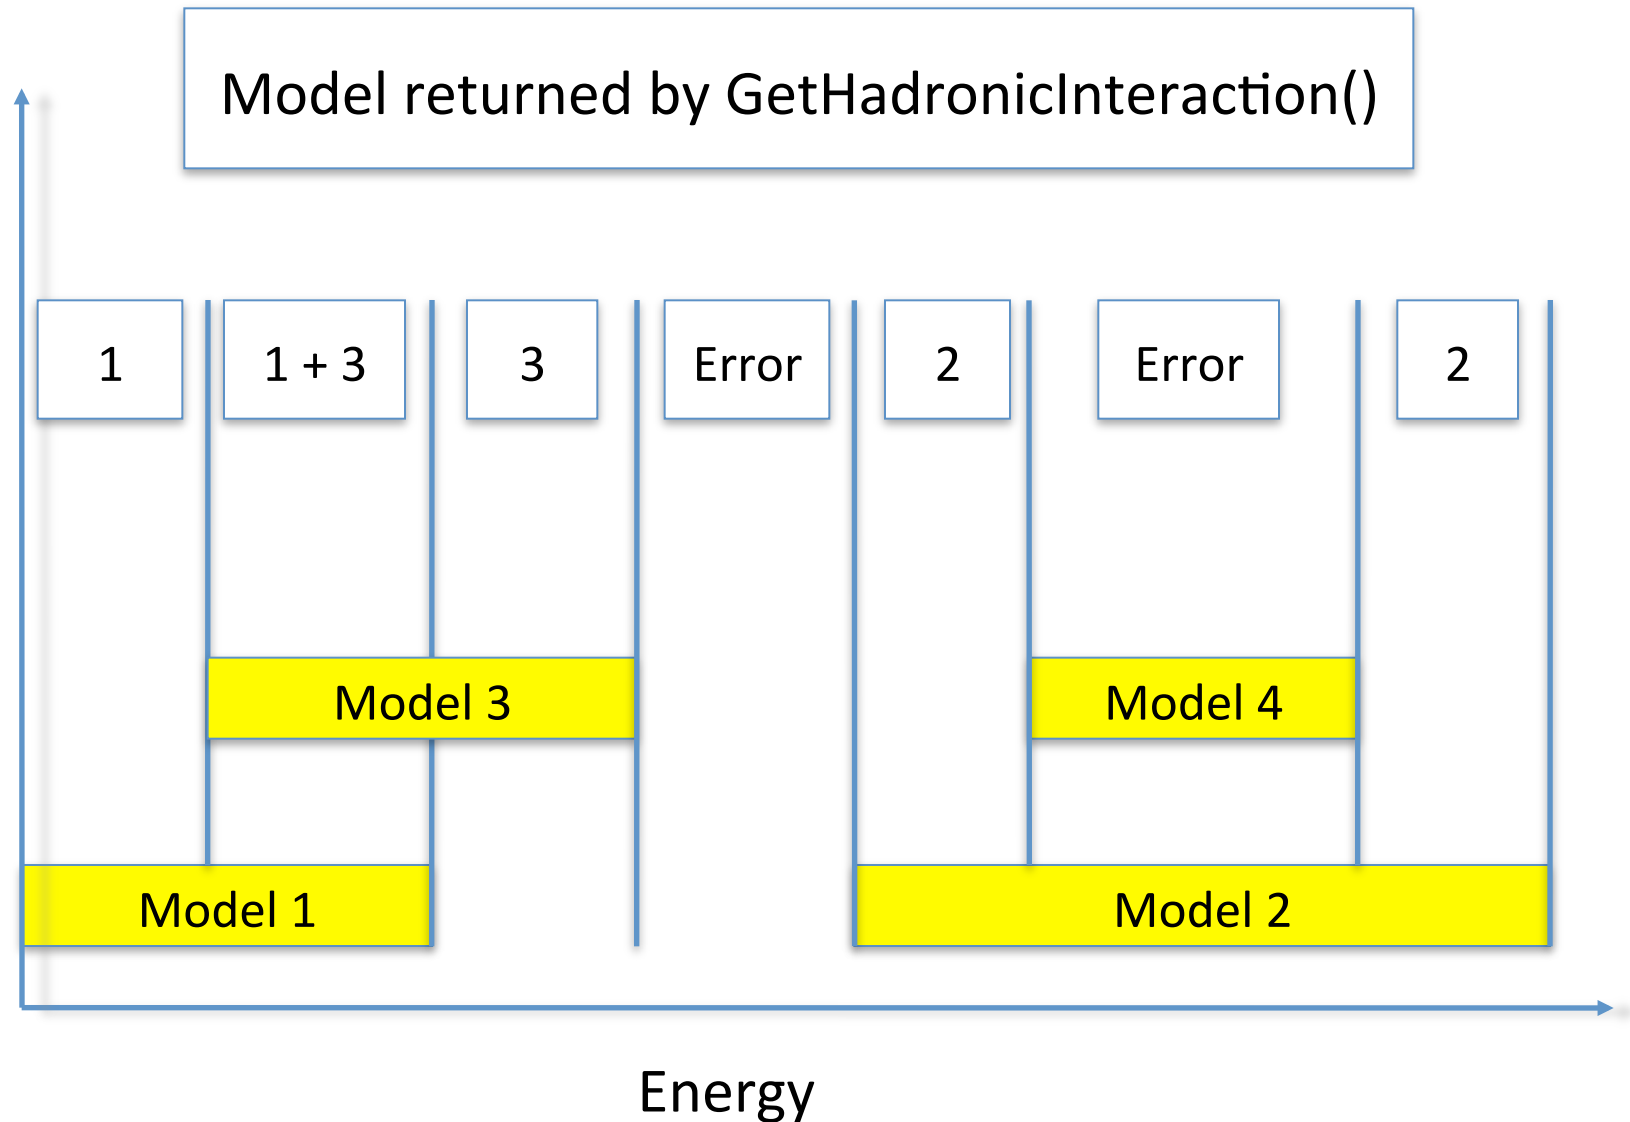 Model returned by GetHadronicInteraction()
1
1 + 3
3
Error
2
Error
2
Model 3
Model 4
Model 1
Model 2
Energy